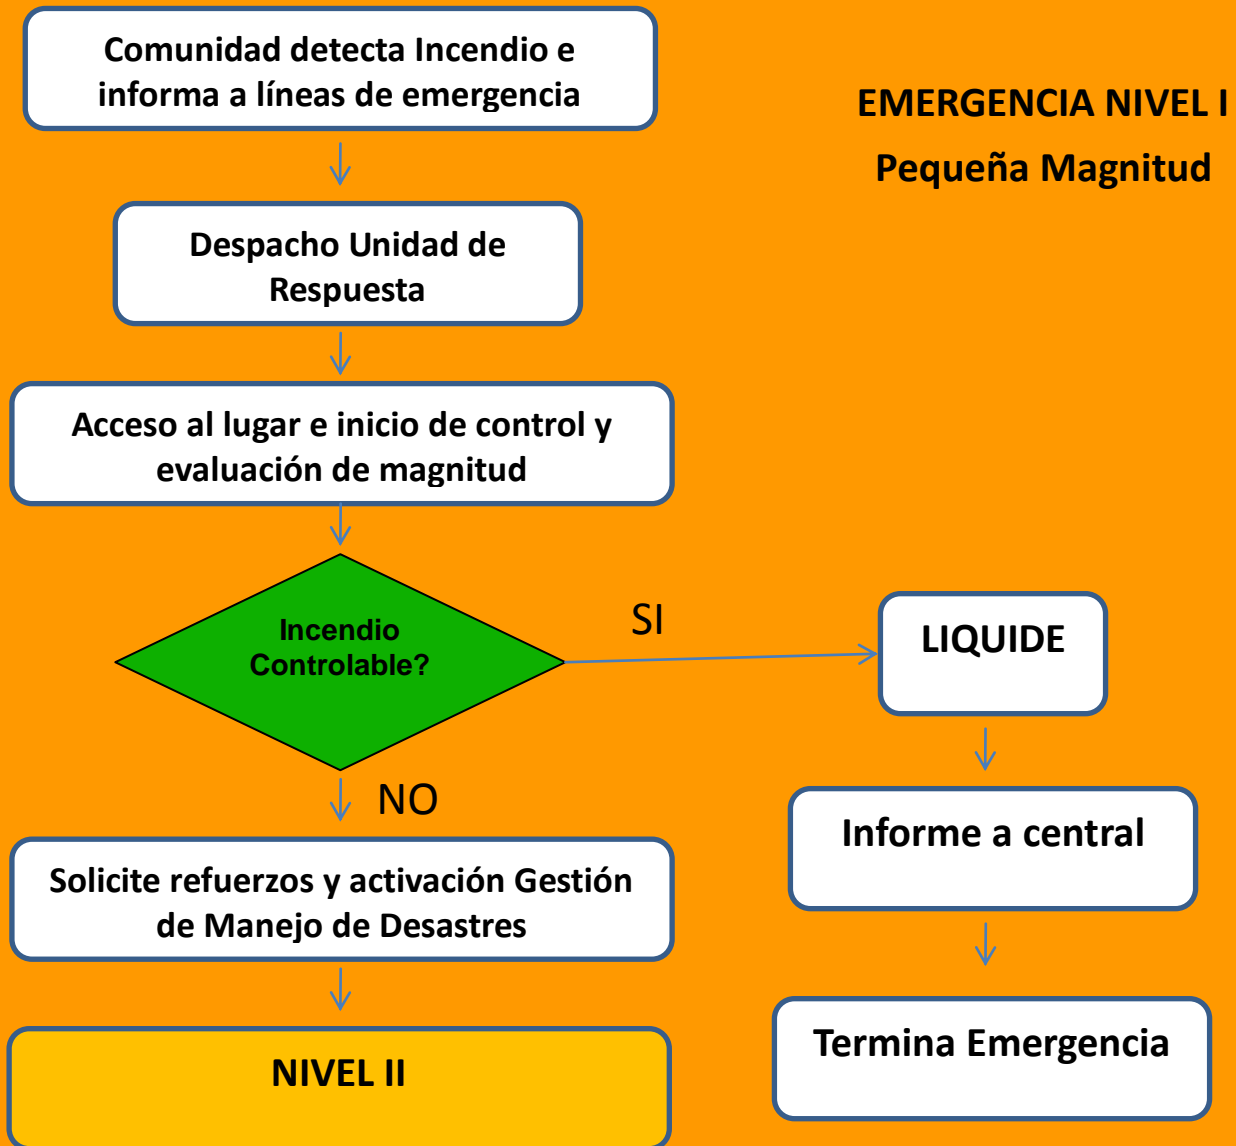 Comunidad detecta Incendio e
informa a líneas de emergencia
EMERGENCIA NIVEL I
Pequeña Magnitud
Despacho Unidad de
Respuesta
Acceso al lugar e inicio de control y
evaluación de magnitud
Incendio
Controlable?
SI
LIQUIDE
NO
Informe a central
Solicite refuerzos y activación Gestión
de Manejo de Desastres
Termina Emergencia
NIVEL II